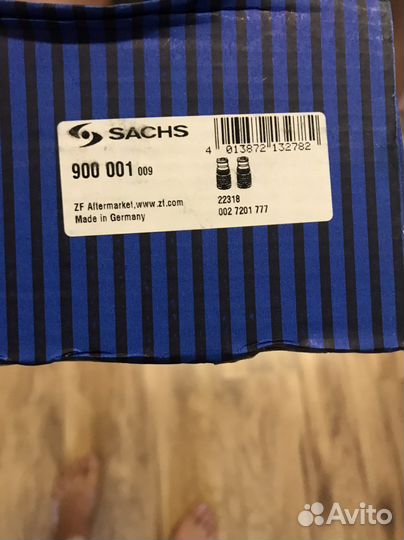 SACHS
4 013872 132782
900 001 009
22318
ZF Aftermarket,www.zf.com
002 7201 777
Made in Germany
Avito